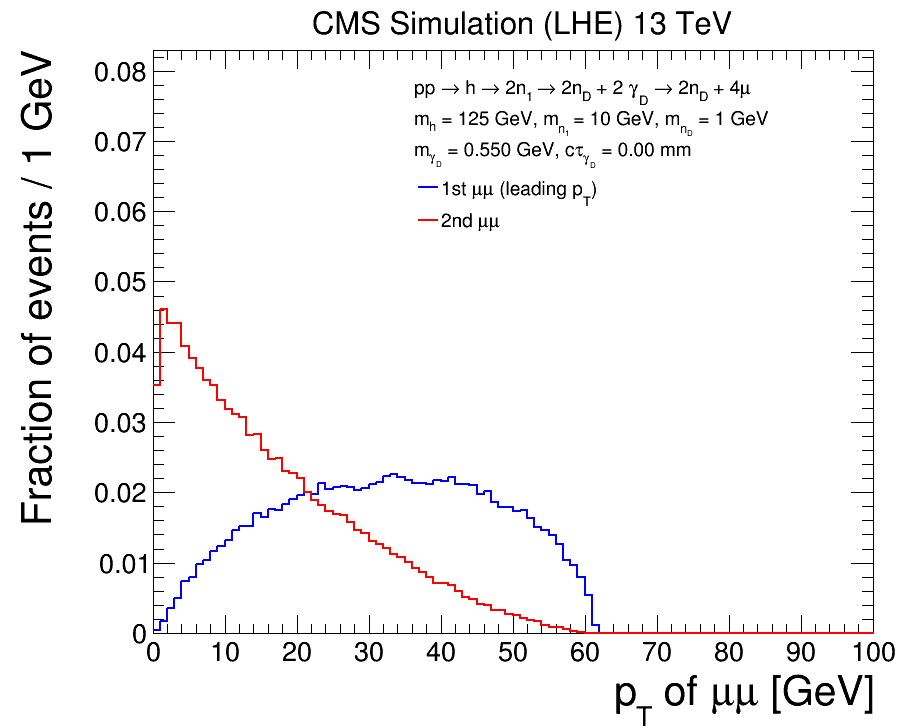 CMS Simulation (LHE) 13 TeV
Fraction of events / 1 GeV
0.08
0.07
0.06
0.05
0.04
0.03
0.02
0.01
0
pp → h → 2n₁ → 2n_D + 2 γ_D → 2n_D + 4μ
m_h = 125 GeV, m_n₁ = 10 GeV, m_n_D = 1 GeV
m_γ_D = 0.550 GeV, cτ_γ_D = 0.00 mm
1st μμ (leading p_T)
2nd μμ
0 10 20 30 40 50 60 70 80 90 100
p_T of μμ [GeV]